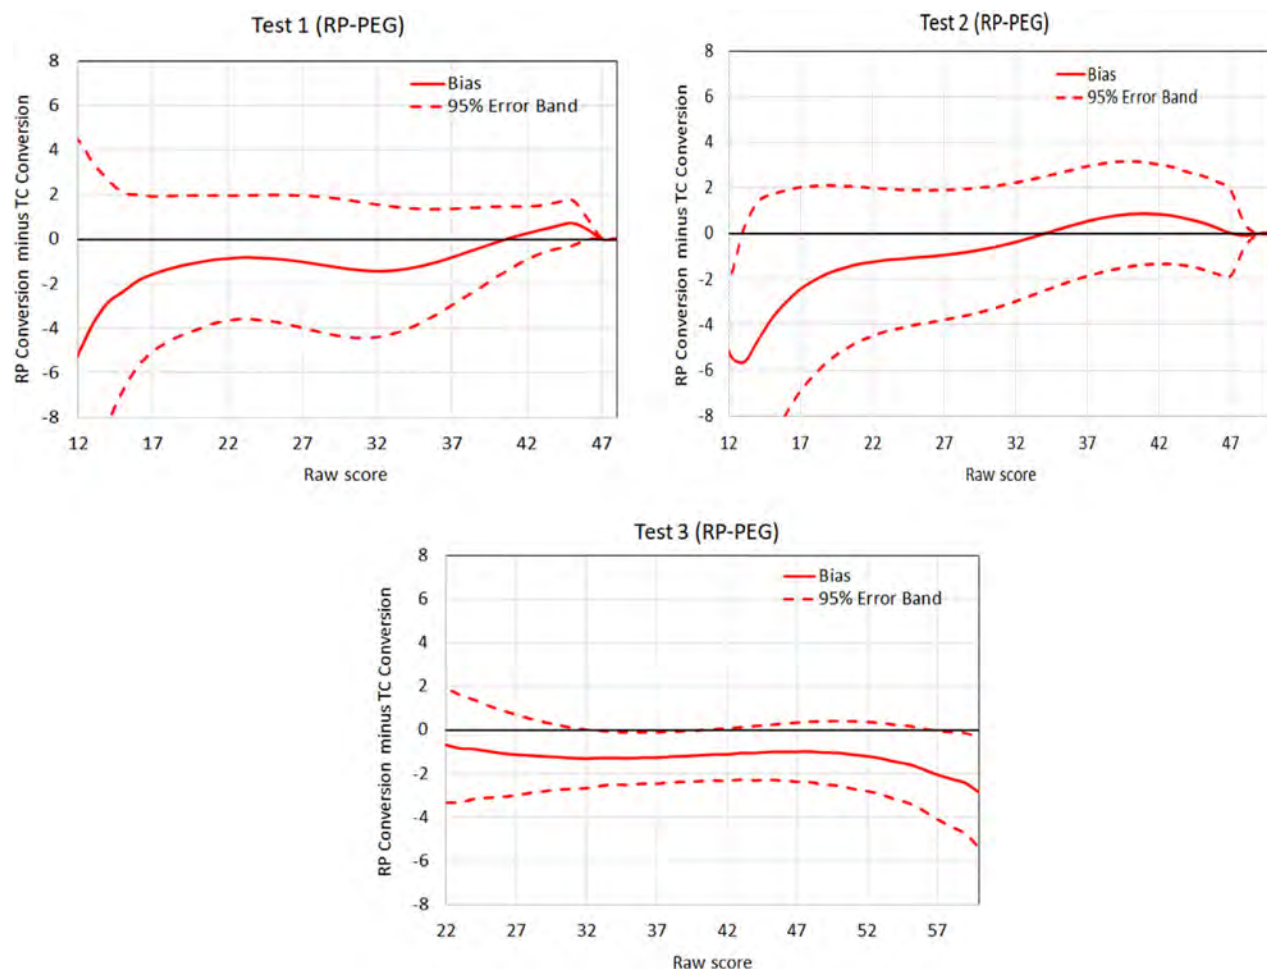 Test 1 (RP-PEG)
RP Conversion minus TC Conversion
8
6
4
2
0
-2
-4
-6
-8
Bias
95% Error Band
12 17 22 27 32 37 42 47
Raw score
Test 2 (RP-PEG)
RP Conversion minus TC Conversion
8
6
4
2
0
-2
-4
-6
-8
Bias
95% Error Band
12 17 22 27 32 37 42 47
Raw score
Test 3 (RP-PEG)
RP Conversion minus TC Conversion
8
6
4
2
0
-2
-4
-6
-8
Bias
95% Error Band
22 27 32 37 42 47 52 57
Raw score